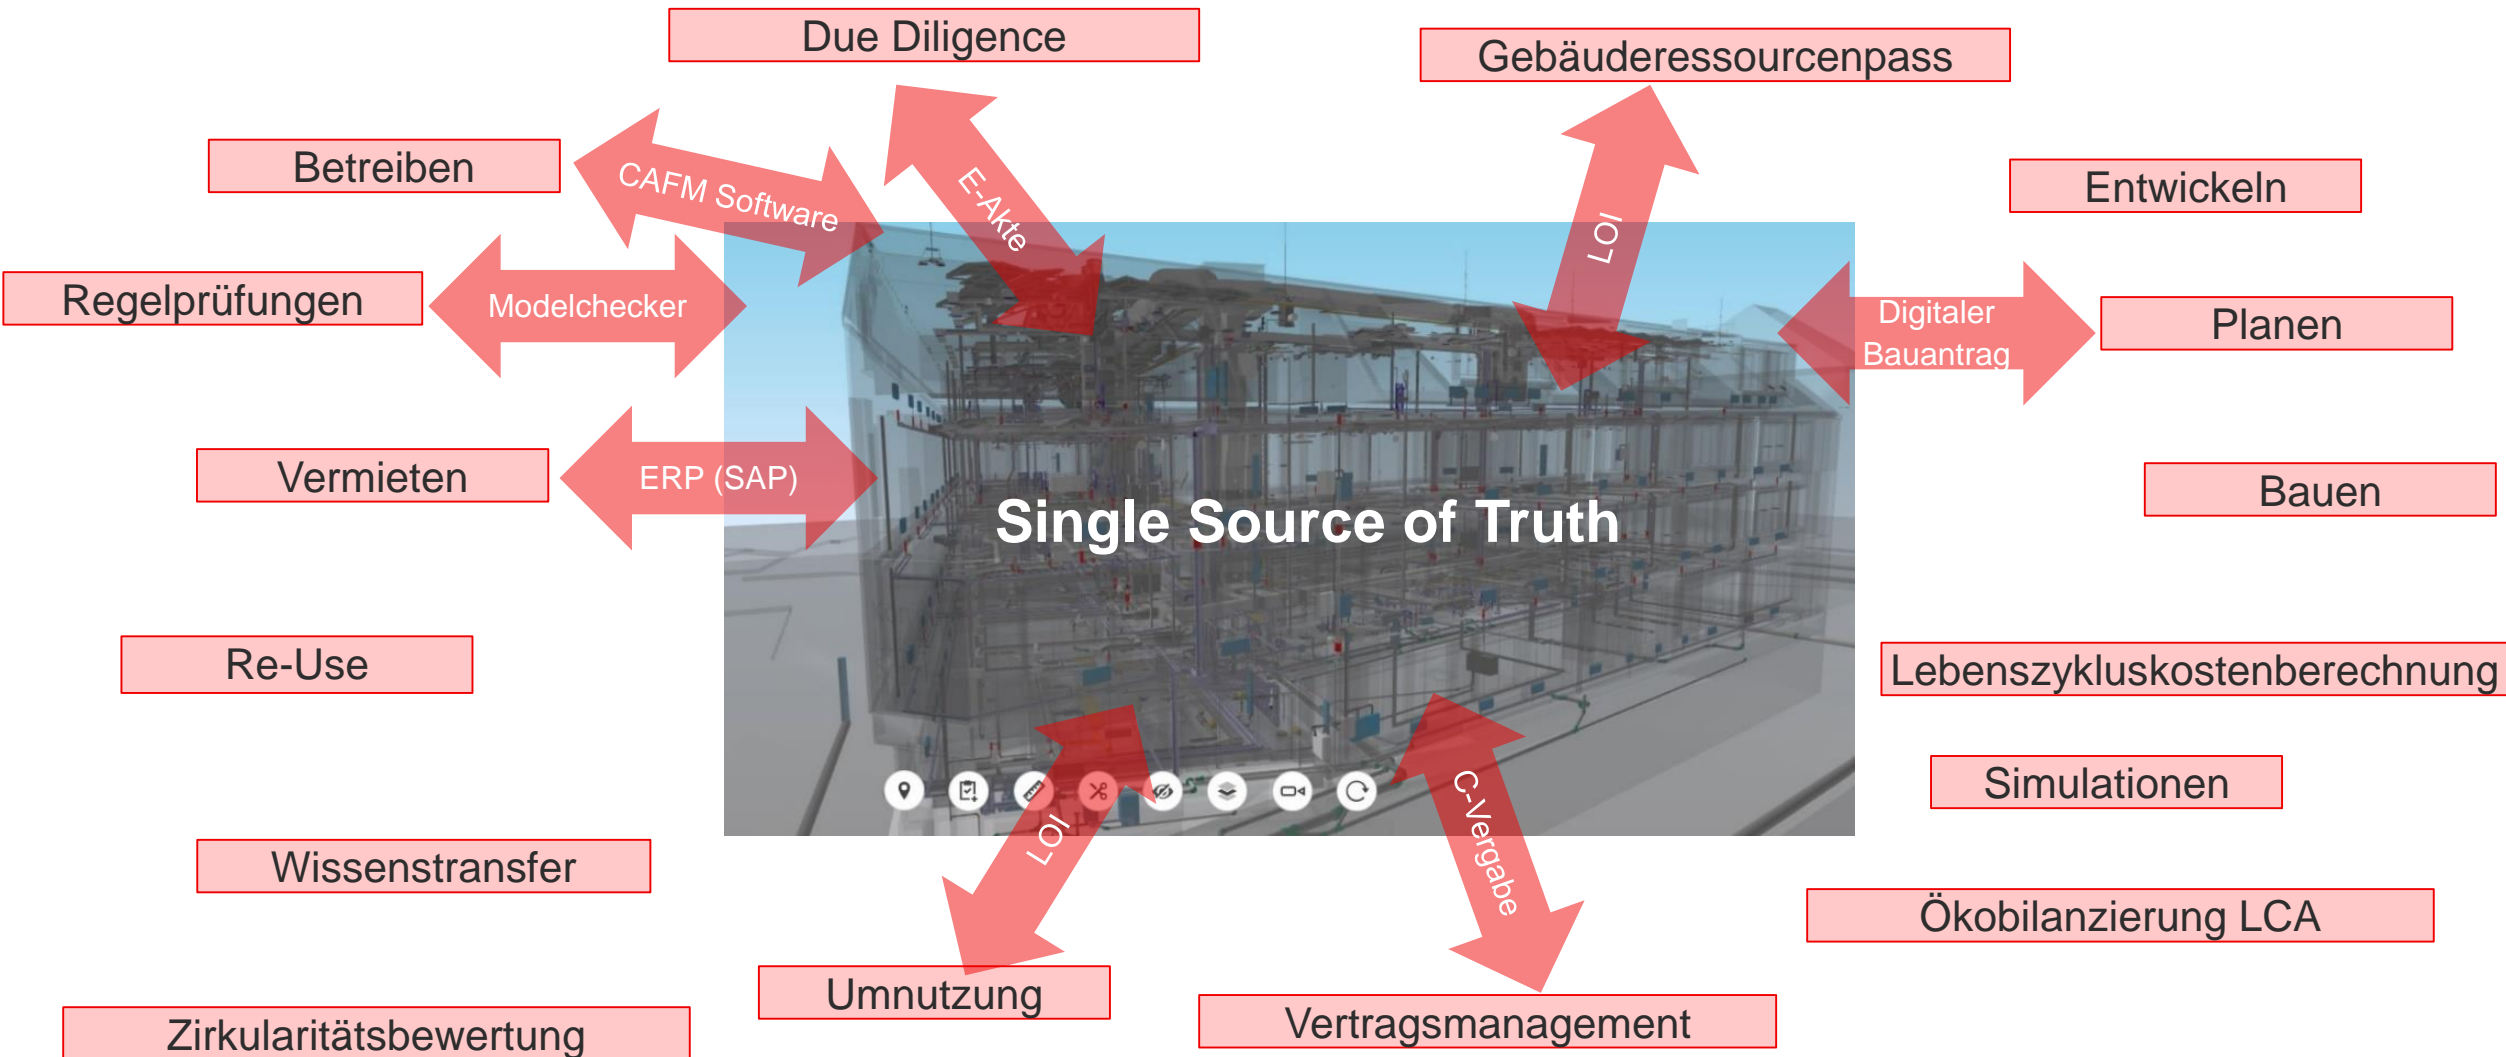 Due Diligence
Gebäuderessourcenpass
Betreiben
CAFM Software
E-Akte
LOI
Entwickeln
Regelprüfungen
Modelchecker
Digitaler
Bauantrag
Planen
Vermieten
ERP (SAP)
Single Source of Truth
Bauen
Re-Use
Lebenszykluskostenberechnung
Simulationen
Wissenstransfer
LOI
C-Vergabe
Ökobilanzierung LCA
Umnutzung
Vertragsmanagement
Zirkularitätsbewertung